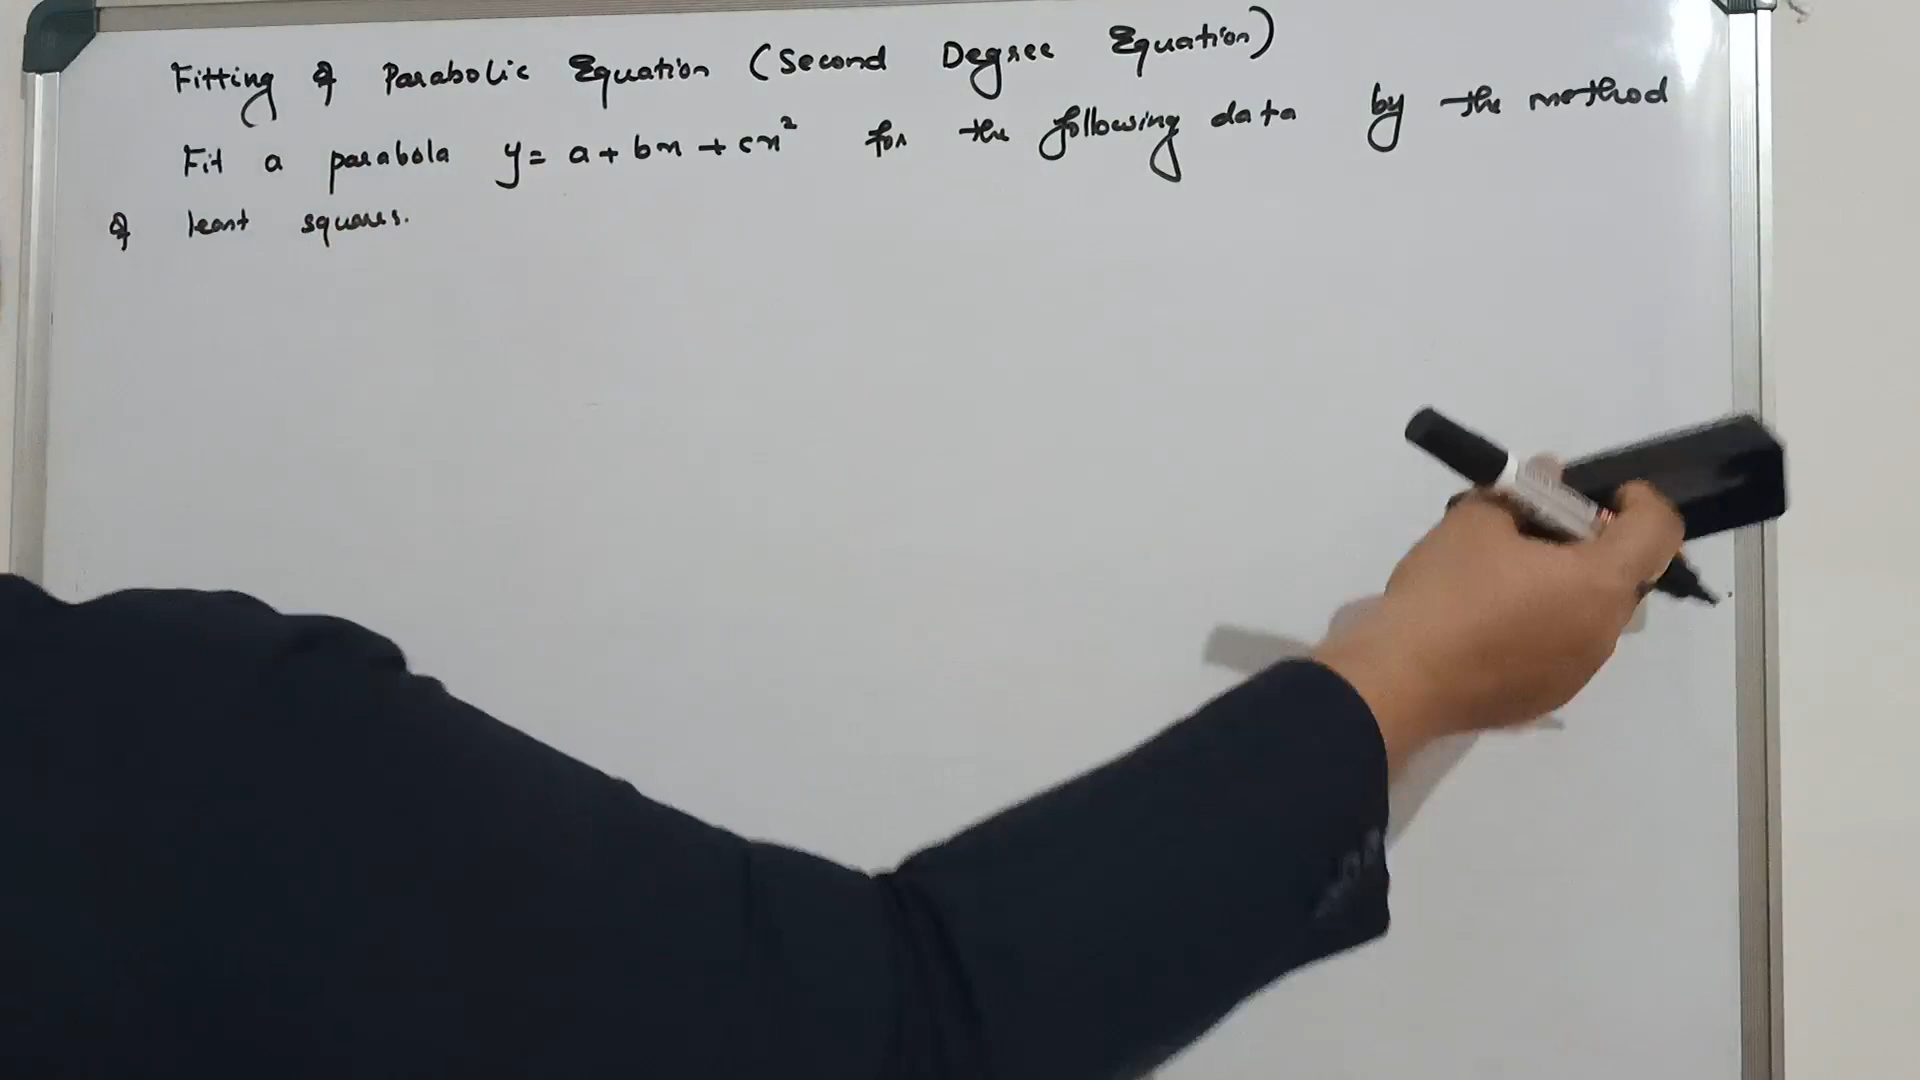 Fitting of Parabolic Equation (Second Degree Equation)
Fit a parabola y = a + bx + cx² for the following data by the method
of least squares.